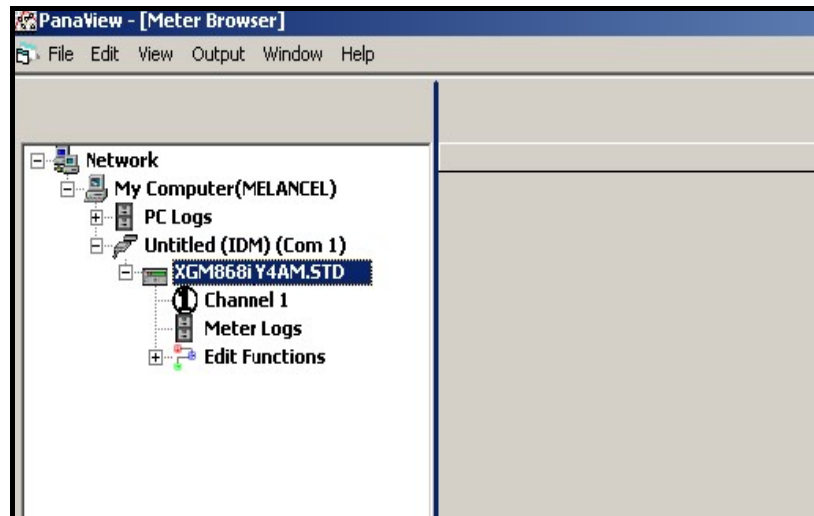 PanaView - [Meter Browser]
File Edit View Output Window Help
Network
My Computer(MELANCEL)
PC Logs
Untitled (IDM) (Com 1)
XGM868i Y4AM.STD
1 Channel 1
Meter Logs
Edit Functions